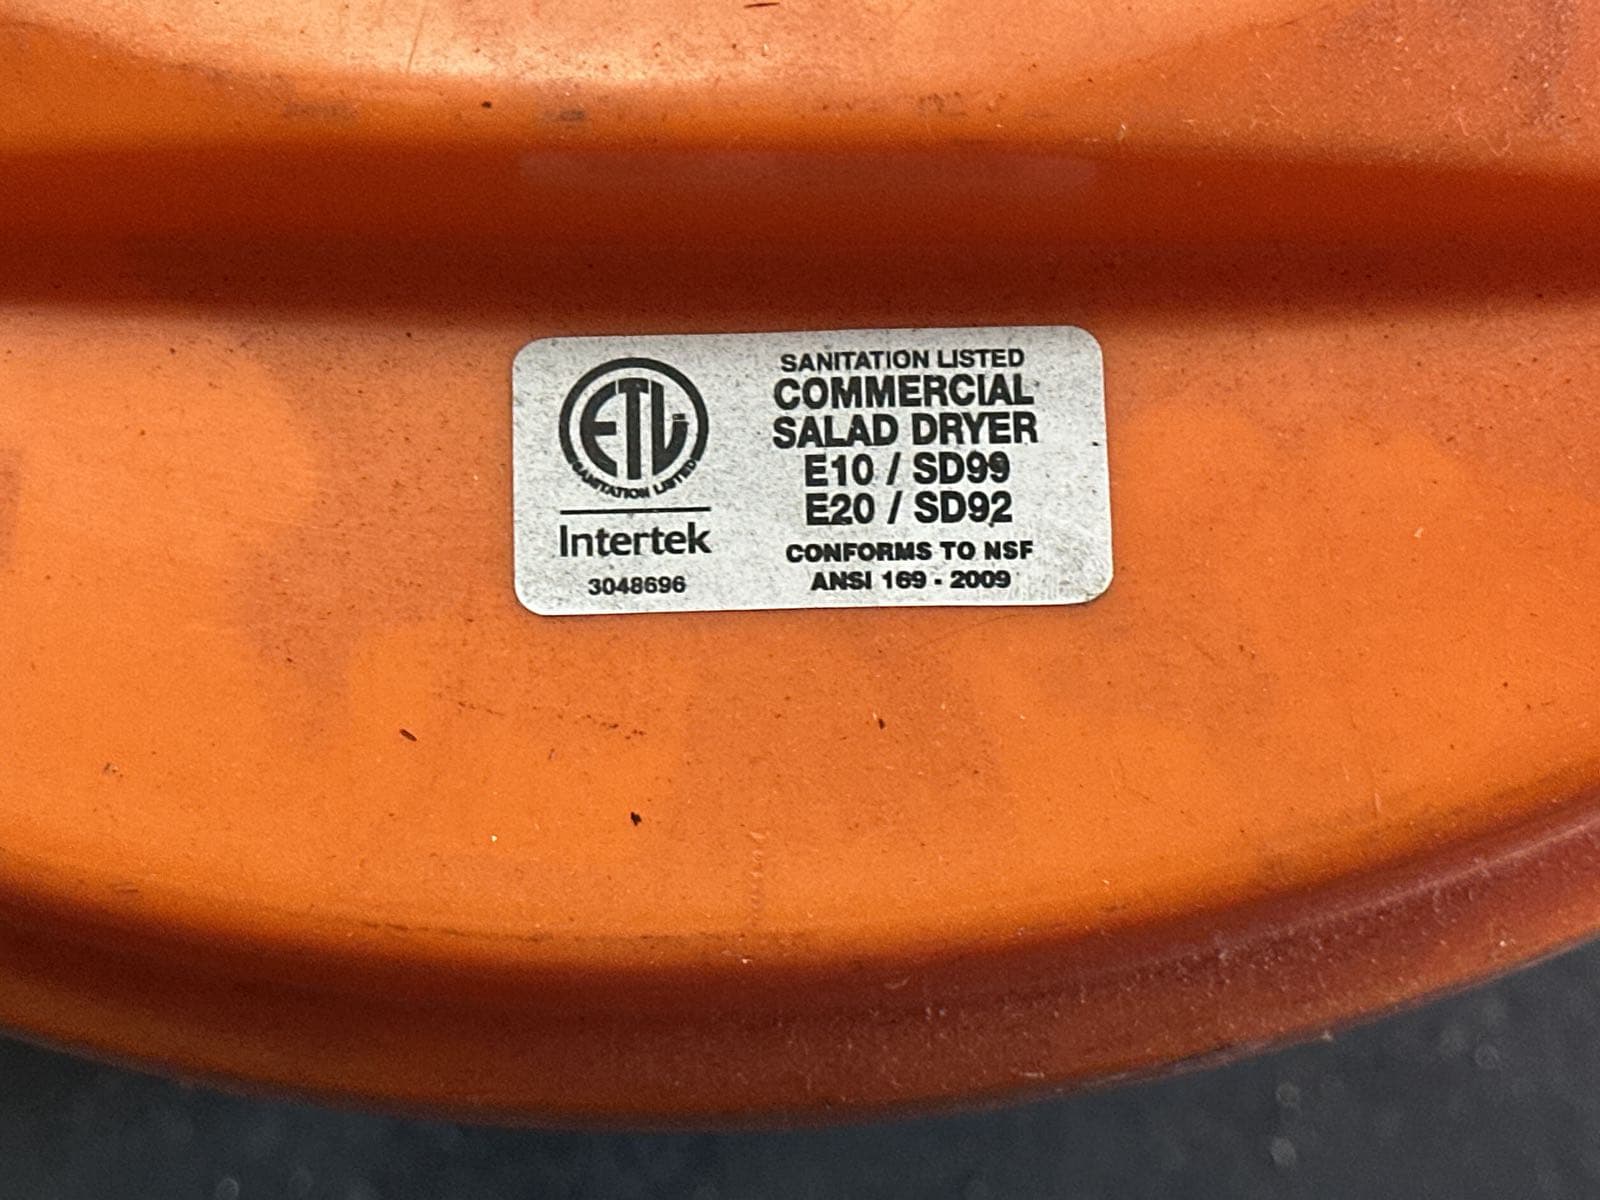 ETL
SANITATION LISTED
Intertek
3048696
SANITATION LISTED
COMMERCIAL
SALAD DRYER
E10 / SD99
E20 / SD92
CONFORMS TO NSF
ANSI 169 - 2009